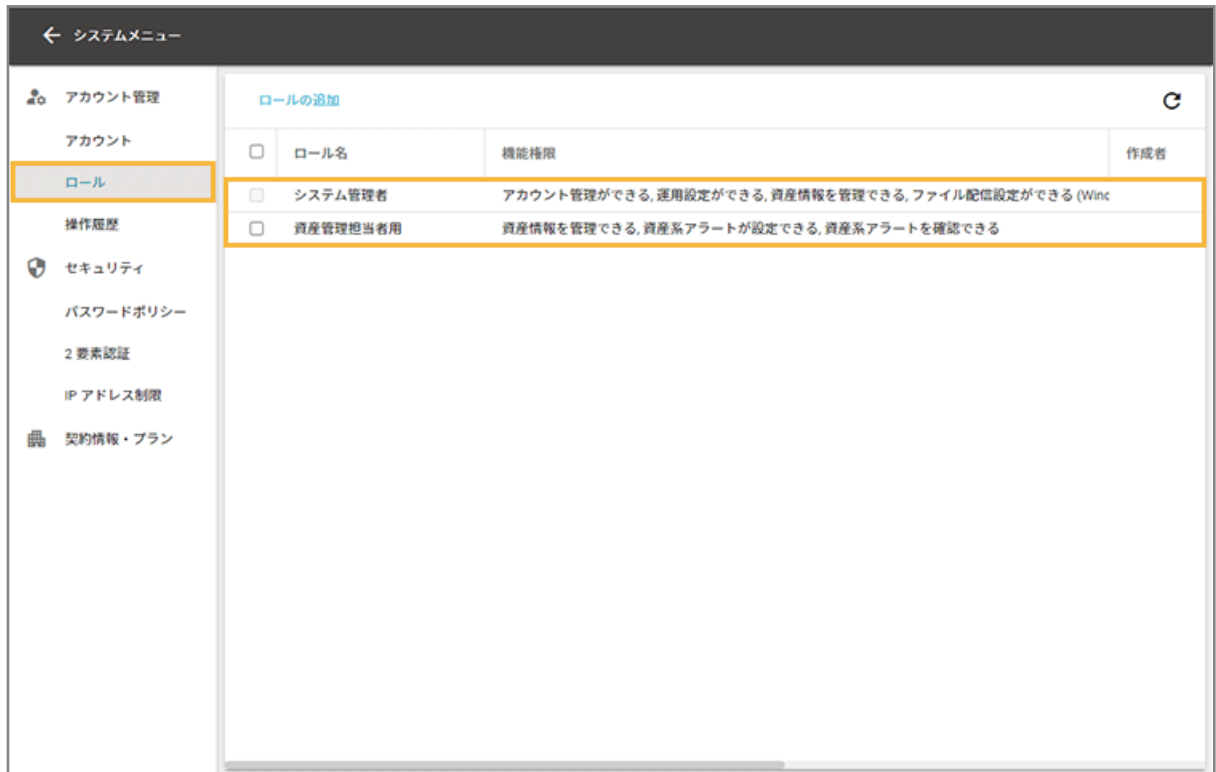 システムメニュー
アカウント管理
アカウント
ロール
操作履歴
セキュリティ
パスワードポリシー
2 要素認証
IP アドレス制限
契約情報・プラン
ロールの追加
ロール名 機能権限 作成者
システム管理者 アカウント管理ができる, 運用設定ができる, 資産情報を管理できる, ファイル配信設定ができる (Winc
資産管理担当者用 資産情報を管理できる, 資産系アラートが設定できる, 資産系アラートを確認できる